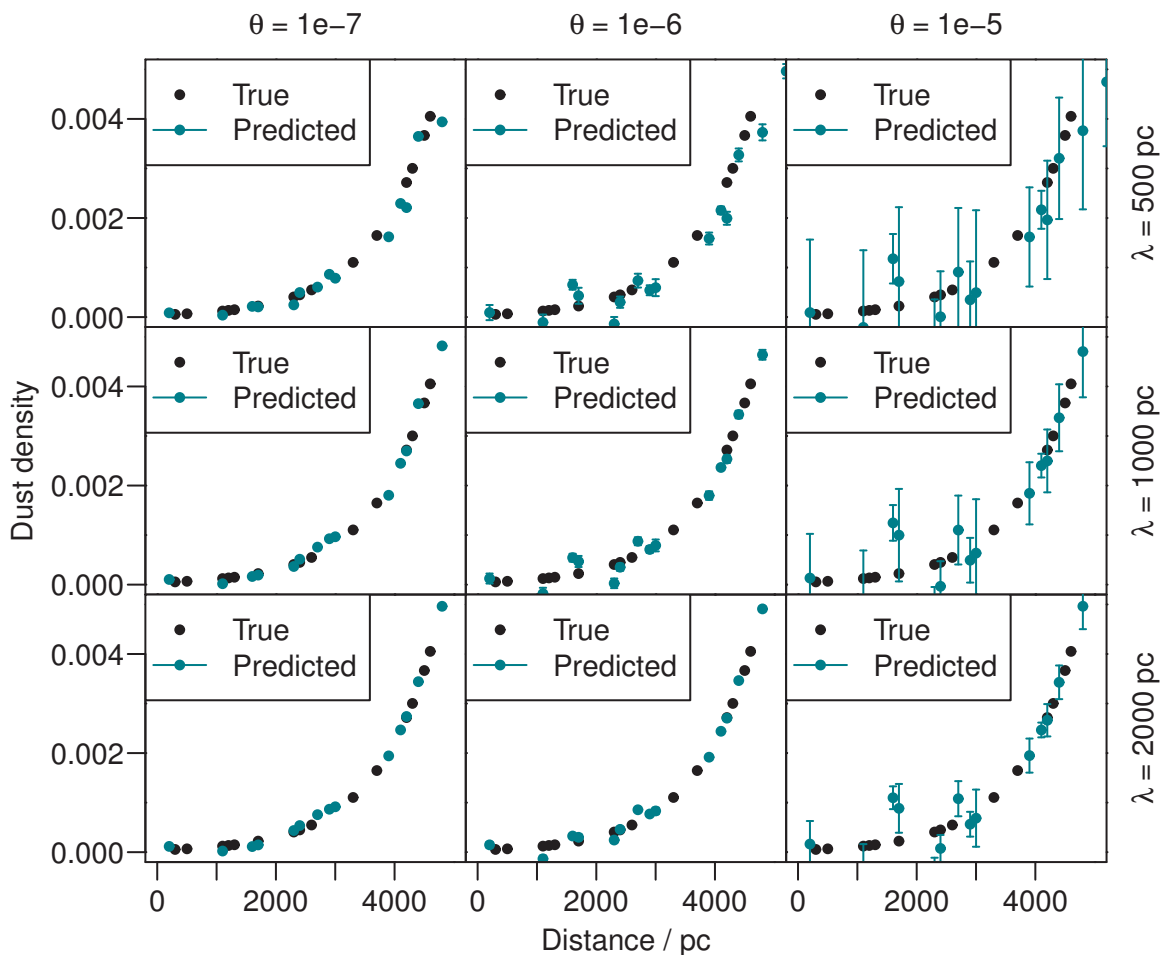 θ = 1e−7 θ = 1e−6 θ = 1e−5
True
Predicted
True
Predicted
True
Predicted
0.004
0.002
0.000
λ = 500 pc
True
Predicted
True
Predicted
True
Predicted
0.004
0.002
0.000
λ = 1000 pc
Dust density
True
Predicted
True
Predicted
True
Predicted
0.004
0.002
0.000
λ = 2000 pc
0 2000 4000 0 2000 4000 0 2000 4000
Distance / pc